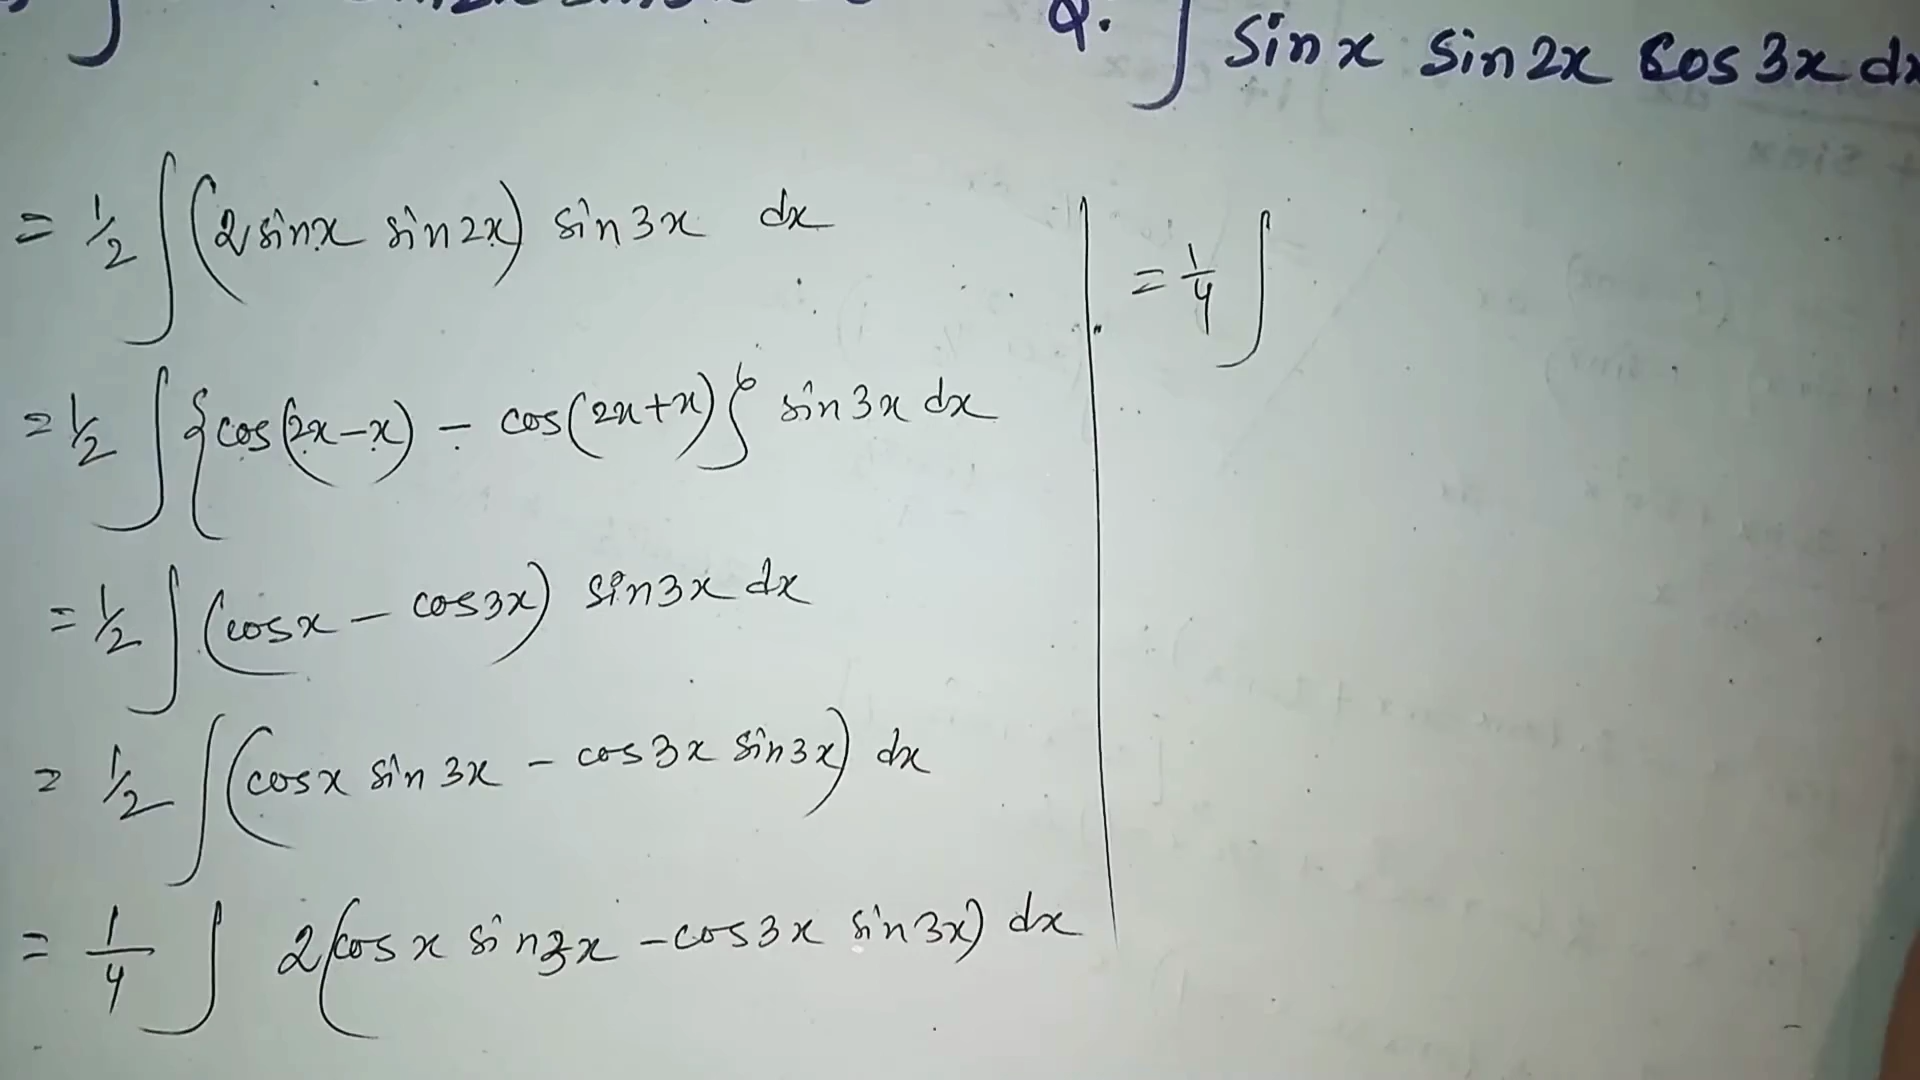 Q. ∫ Sin x Sin 2x Cos 3x dx
= 1/2 ∫ (2 sin x sin 2x) sin 3x dx
= 1/2 ∫ {cos(2x-x) - cos(2x+x)} sin 3x dx
= 1/2 ∫ (cos x - cos 3x) sin 3x dx
= 1/2 ∫ (cos x sin 3x - cos 3x sin 3x) dx
= 1/4 ∫ 2(cos x sin 3x - cos 3x sin 3x) dx
= 1/4 ∫